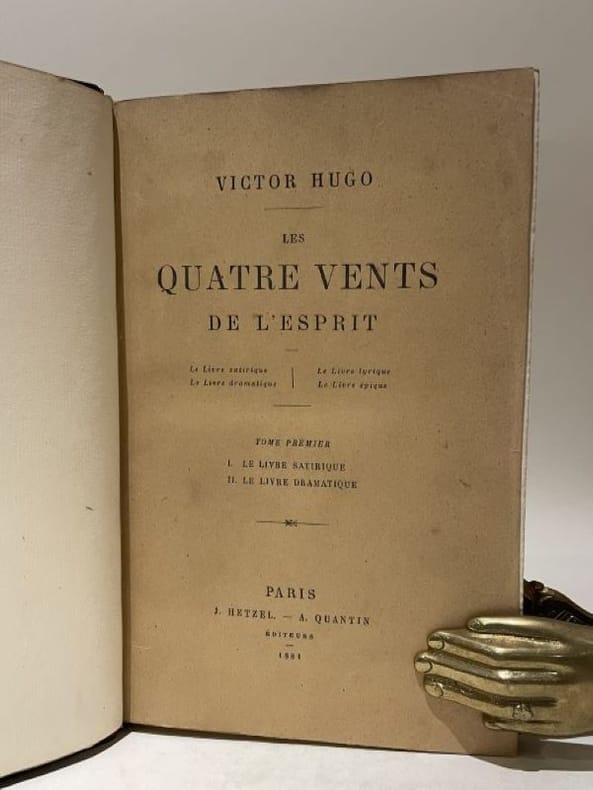 VICTOR HUGO
LES
QUATRE VENTS
DE L'ESPRIT
Le Livre satirique
Le Livre dramatique
Le Livre lyrique
Le Livre épique
TOME PREMIER
I. LE LIVRE SATIRIQUE
II. LE LIVRE DRAMATIQUE
PARIS
J. HETZEL. — A. QUANTIN
ÉDITEURS
1881